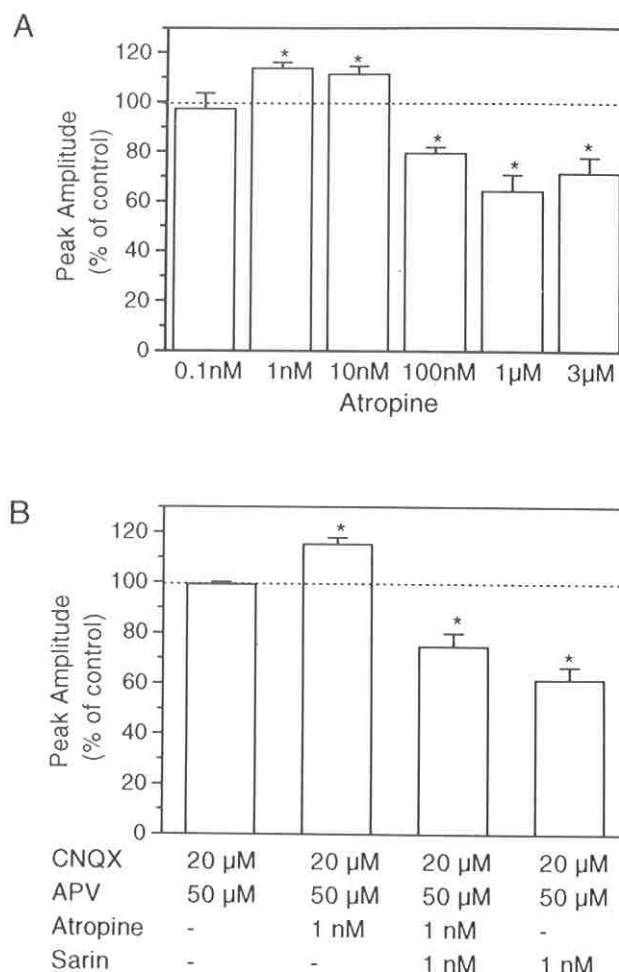 A
Peak Amplitude
(% of control)
120
100
80
60
40
20
0
* * * * * *
0.1nM 1nM 10nM 100nM 1µM 3µM
Atropine
B
Peak Amplitude
(% of control)
120
100
80
60
40
20
0
* * *
CNQX 20 µM 20 µM 20 µM 20 µM
APV 50 µM 50 µM 50 µM 50 µM
Atropine - 1 nM 1 nM -
Sarin - - 1 nM 1 nM